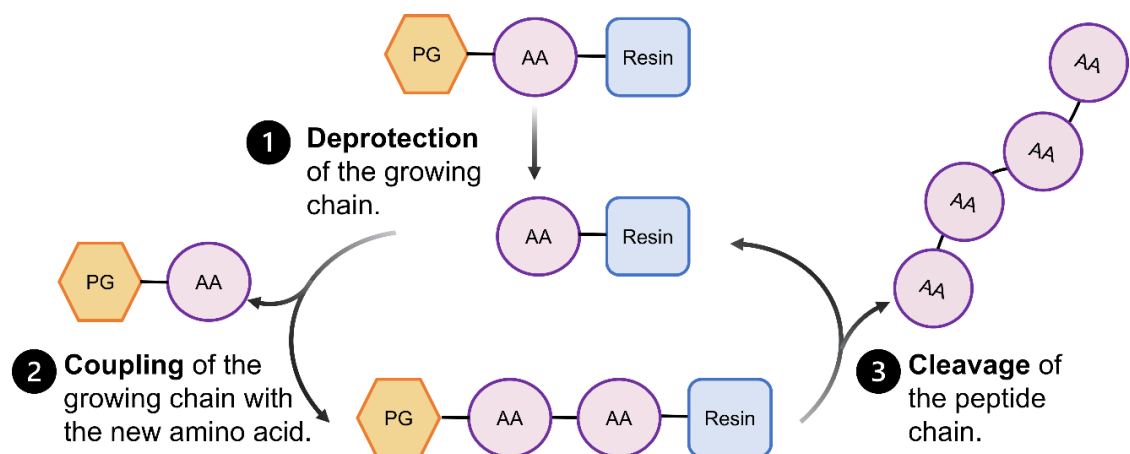 PG
AA
Resin
1
Deprotection
of the growing
chain.
AA
Resin
PG
AA
2
Coupling of the
growing chain with
the new amino acid.
PG
AA
AA
Resin
3
Cleavage of
the peptide
chain.
AA
AA
AA
AA